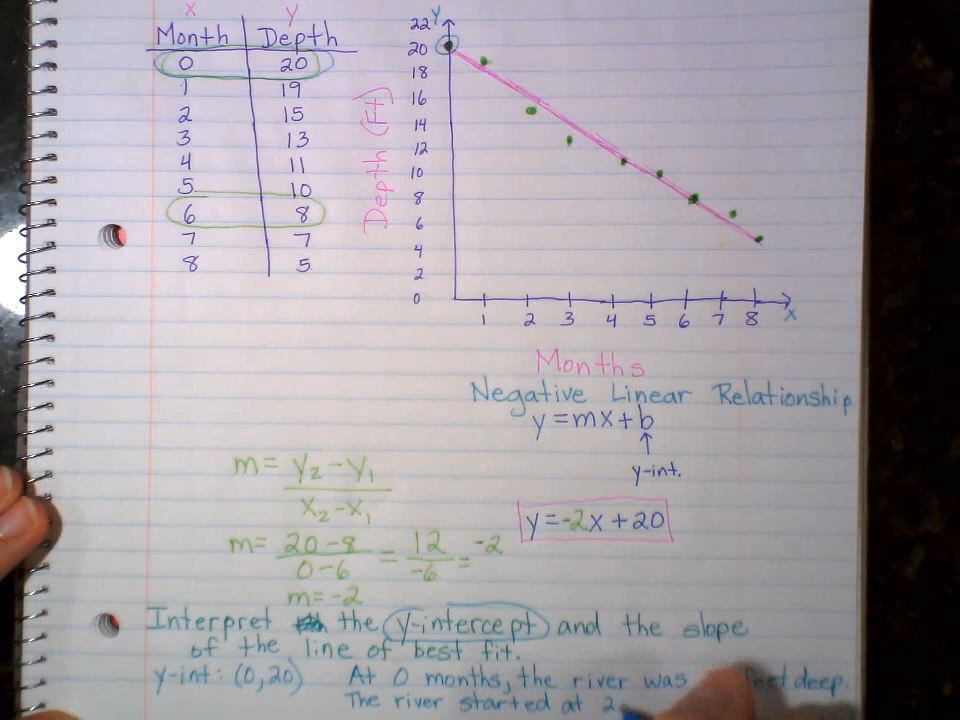 x y
Month Depth
0 20
1 19
2 15
3 13
4 11
5 10
6 8
7 7
8 5
y
22
20
18
16
14
12
10
8
6
4
2
0
Depth (Ft)
1 2 3 4 5 6 7 8 x
Months
Negative Linear Relationship
y = mx + b
y-int.
m = y₂ - y₁ / x₂ - x₁
y = -2x + 20
m = 20 - 8 / 0 - 6 = 12 / -6 = -2
m = -2
Interpret the y-intercept and the slope
of the line of best fit.
y-int: (0, 20) At 0 months, the river was feet deep.
The river started at 2